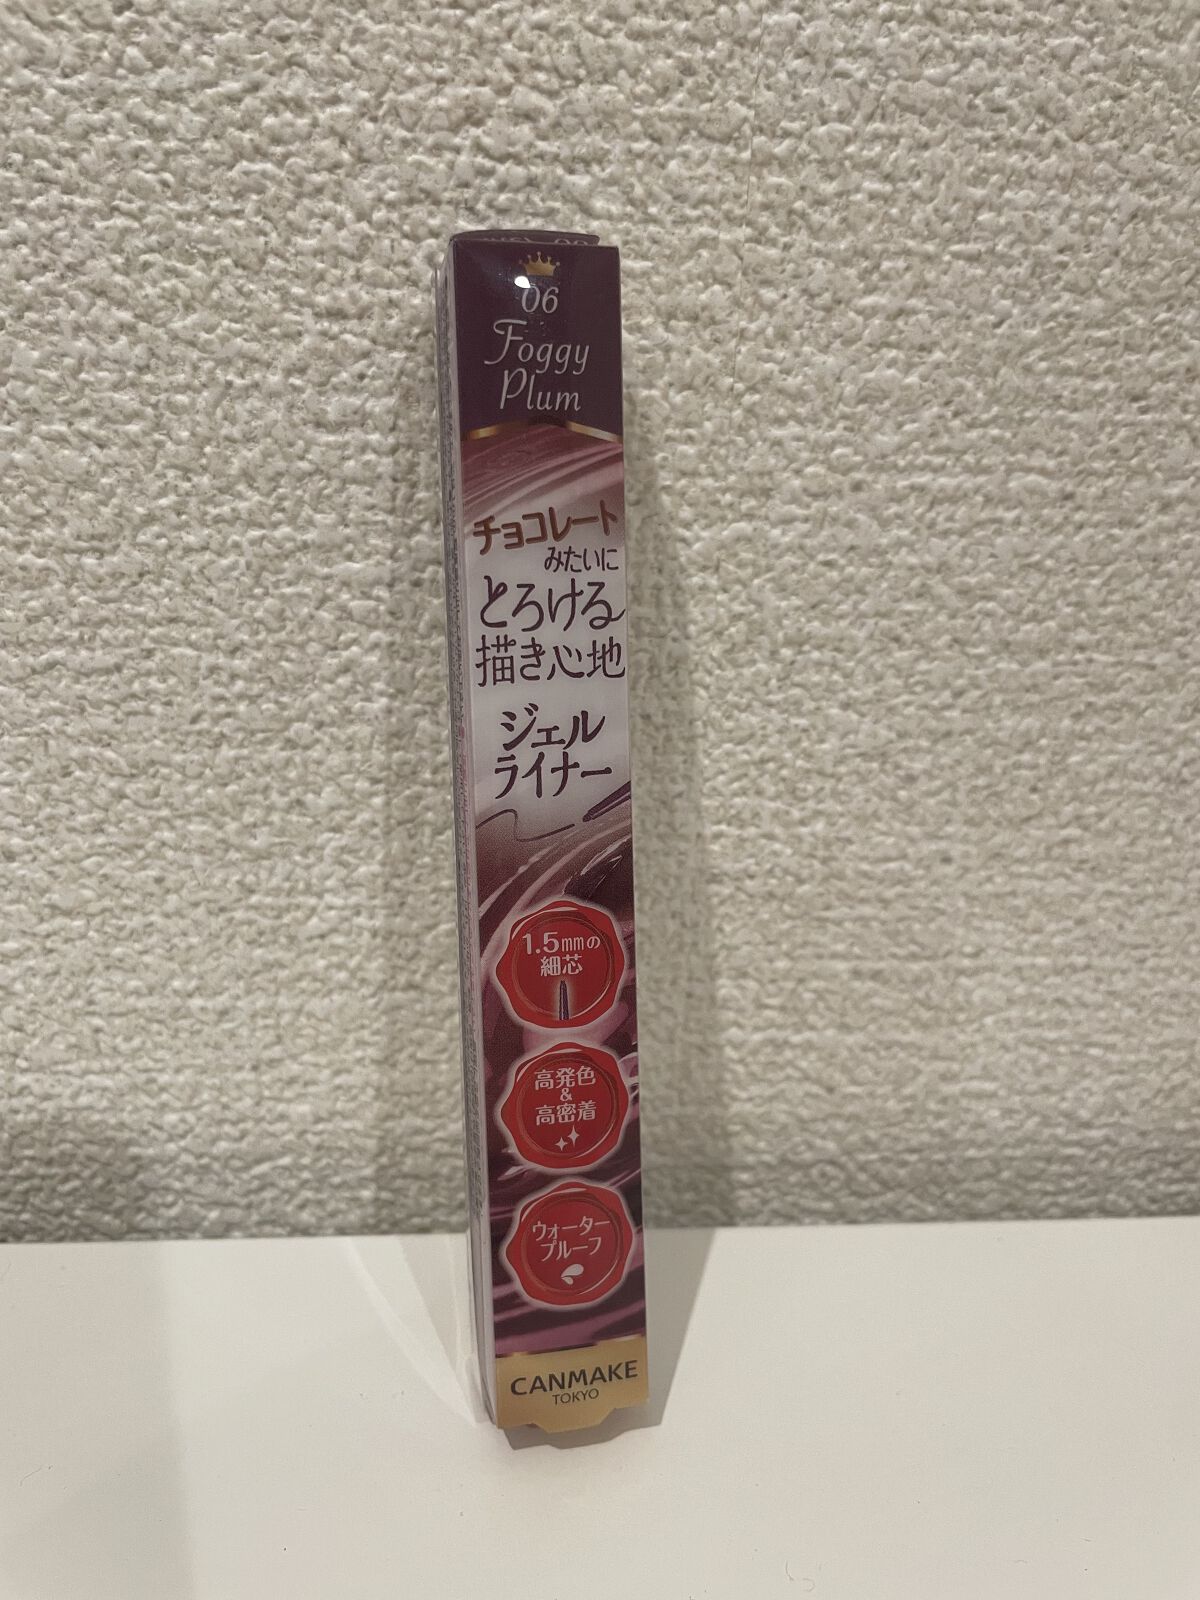 06
Foggy
Plum
チョコレート
みたいに
とろける
描き心地
ジェル
ライナー
1.5mmの
細芯
高発色
&
高密着
ウォーター
プルーフ
CANMAKE
TOKYO